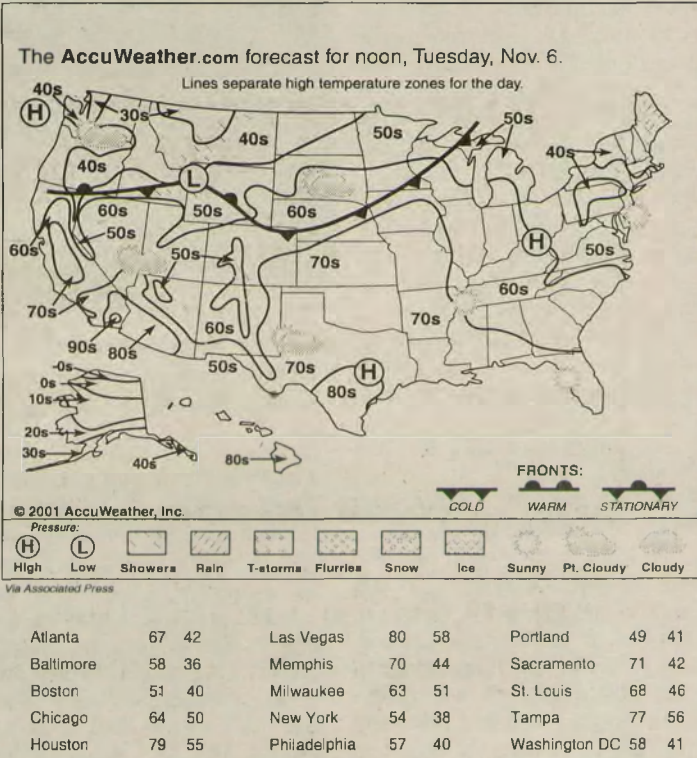 The AccuWeather.com forecast for noon, Tuesday, Nov. 6.
Lines separate high temperature zones for the day.
40s
H
30s
40s
50s
50s
40s
40s
L
60s
50s
60s
50s
60s
50s
70s
H
50s
60s
70s
60s
70s
90s
80s
50s
70s
80s
H
-0s
0s
10s
20s
30s
40s
80s
FRONTS:
COLD WARM STATIONARY
© 2001 AccuWeather, Inc.
Pressure:
H L
High Low Showers Rain T-storms Flurries Snow Ice Sunny Pt. Cloudy Cloudy
Via Associated Press
Atlanta 67 42 Las Vegas 80 58 Portland 49 41
Baltimore 58 36 Memphis 70 44 Sacramento 71 42
Boston 51 40 Milwaukee 63 51 St. Louis 68 46
Chicago 64 50 New York 54 38 Tampa 77 56
Houston 79 55 Philadelphia 57 40 Washington DC 58 41